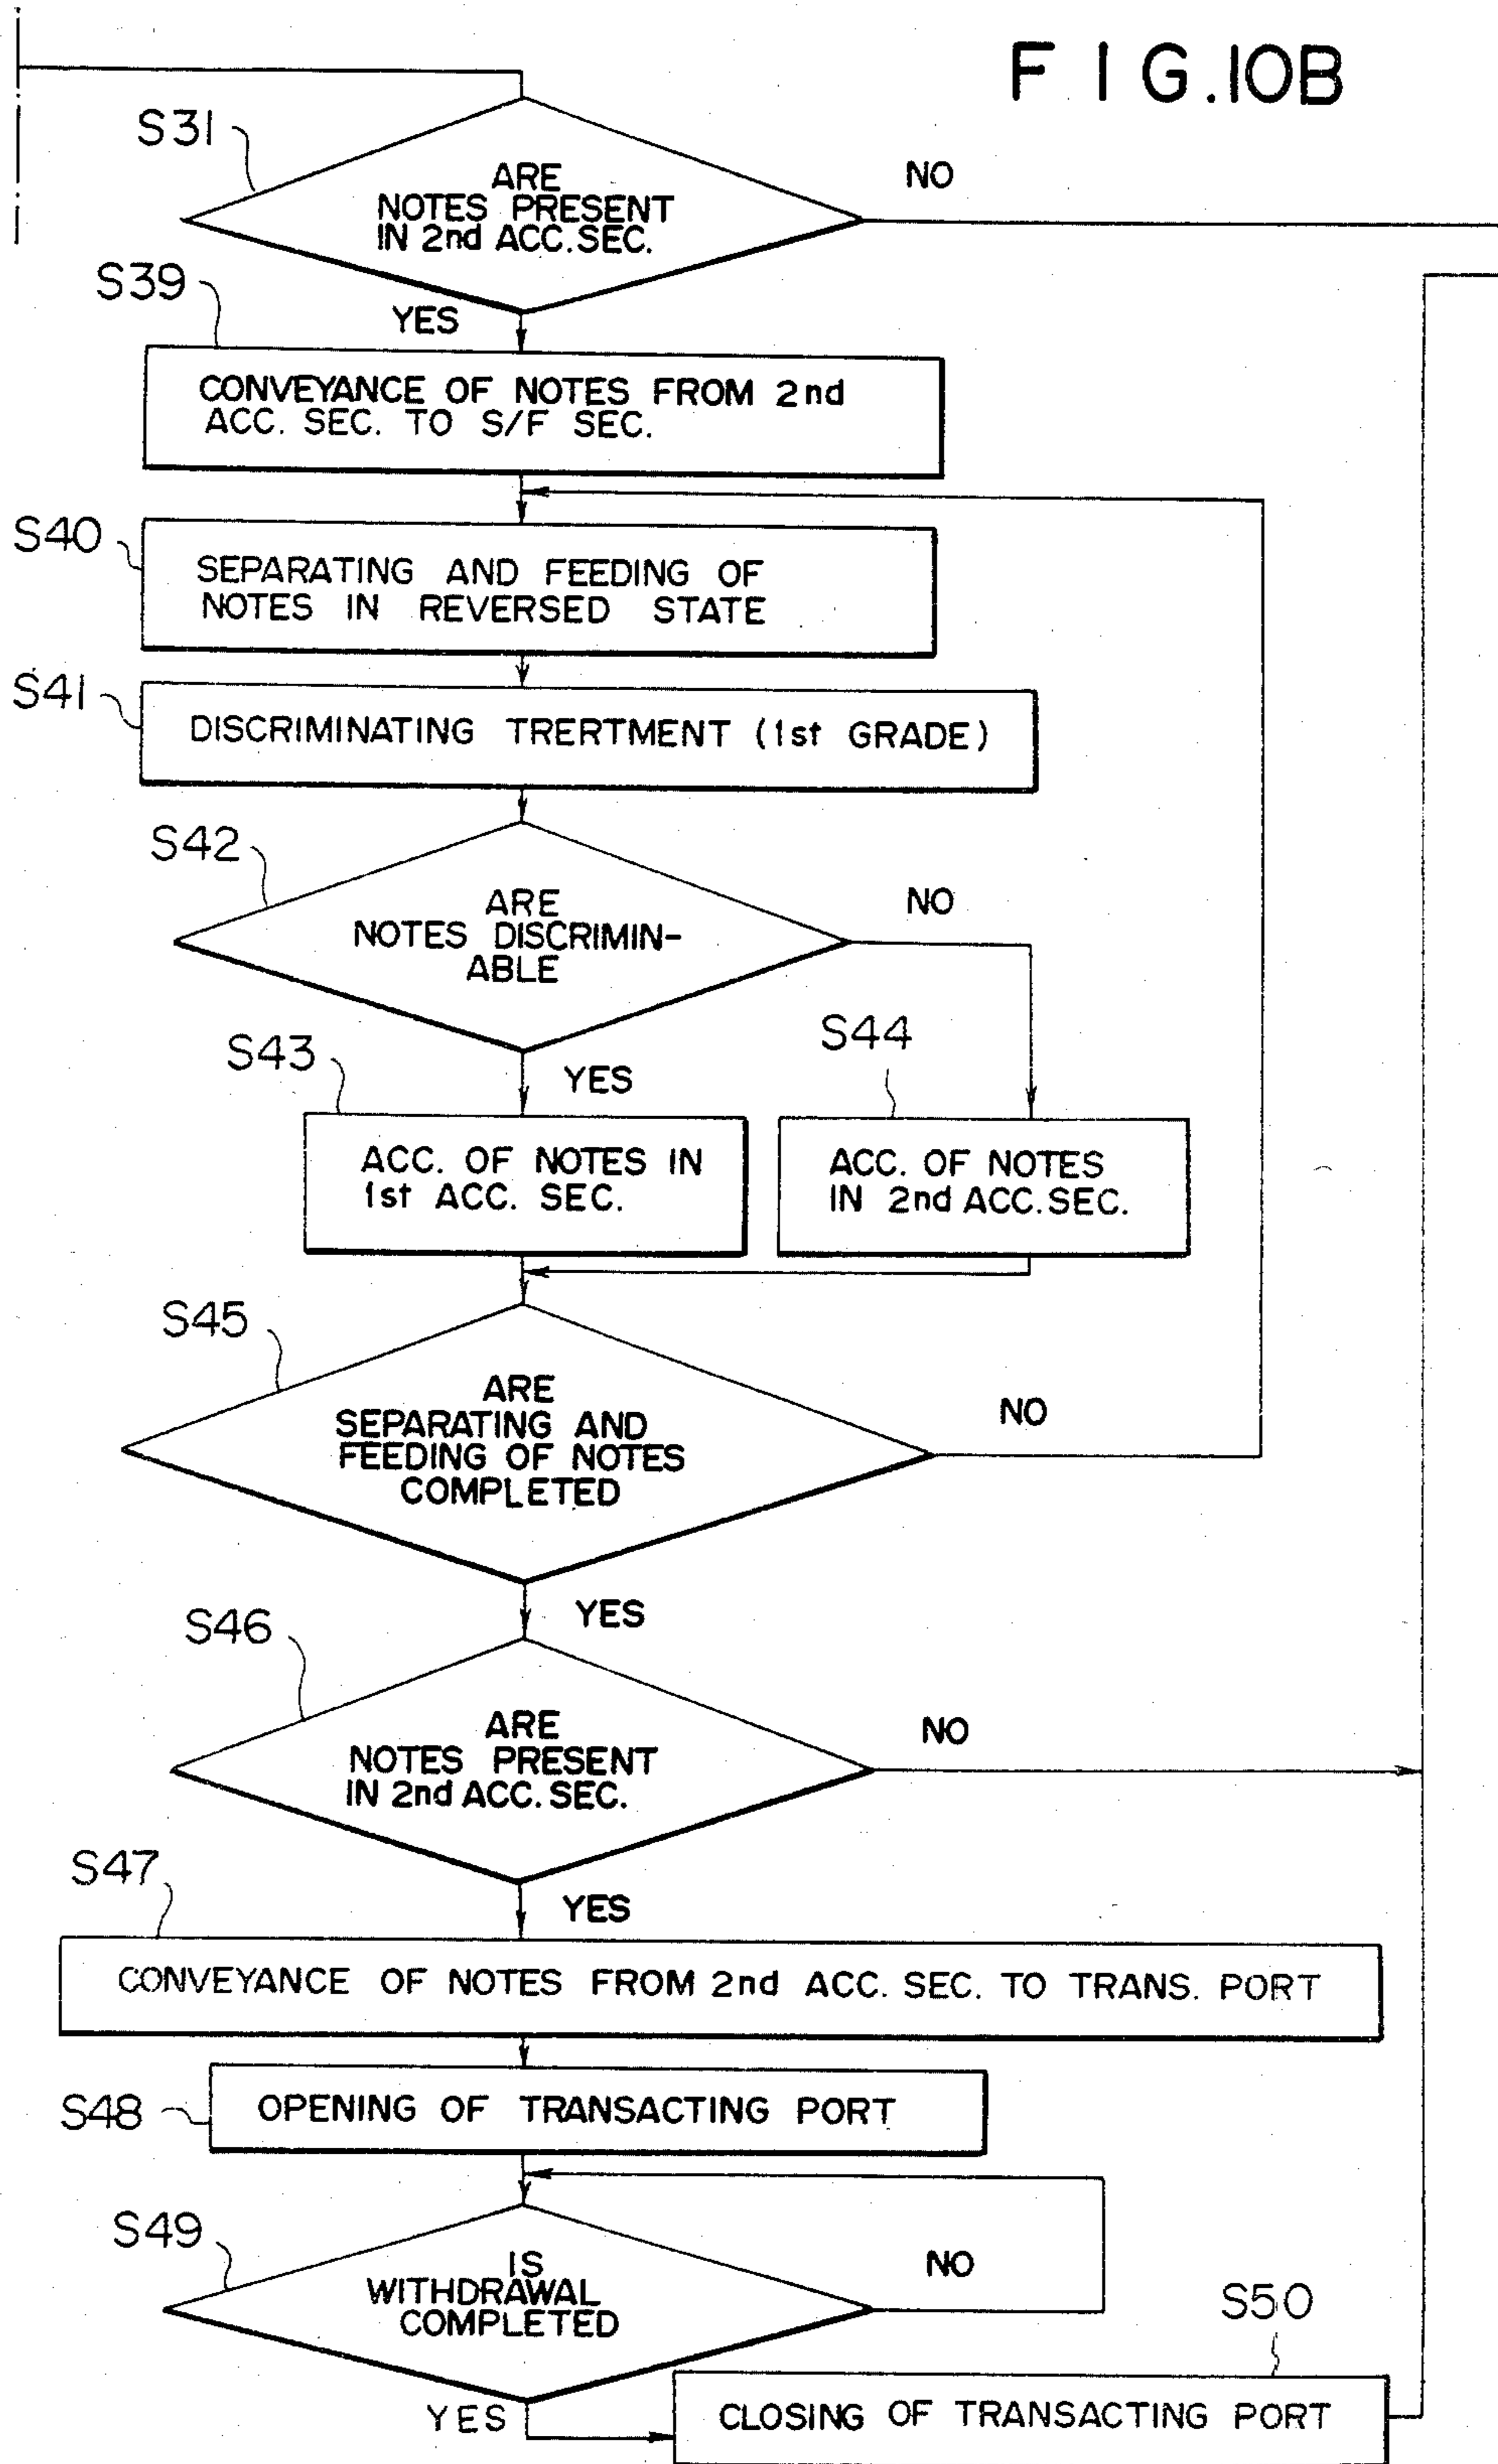 FIG.10B
S31
ARE
NOTES PRESENT
IN 2nd ACC.SEC.
NO
S39
YES
CONVEYANCE OF NOTES FROM 2nd
ACC. SEC. TO S/F SEC.
S40
SEPARATING AND FEEDING OF
NOTES IN REVERSED STATE
S41
DISCRIMINATING TRERTMENT (1st GRADE)
S42
ARE
NOTES DISCRIMIN-
ABLE
NO
S43
YES
S44
ACC. OF NOTES IN
1st ACC. SEC.
ACC. OF NOTES
IN 2nd ACC.SEC.
S45
ARE
SEPARATING AND
FEEDING OF NOTES
COMPLETED
NO
YES
S46
ARE
NOTES PRESENT
IN 2nd ACC. SEC.
NO
S47
YES
CONVEYANCE OF NOTES FROM 2nd ACC. SEC. TO TRANS. PORT
S48
OPENING OF TRANSACTING PORT
S49
IS
WITHDRAWAL
COMPLETED
NO
S50
YES
CLOSING OF TRANSACTING PORT